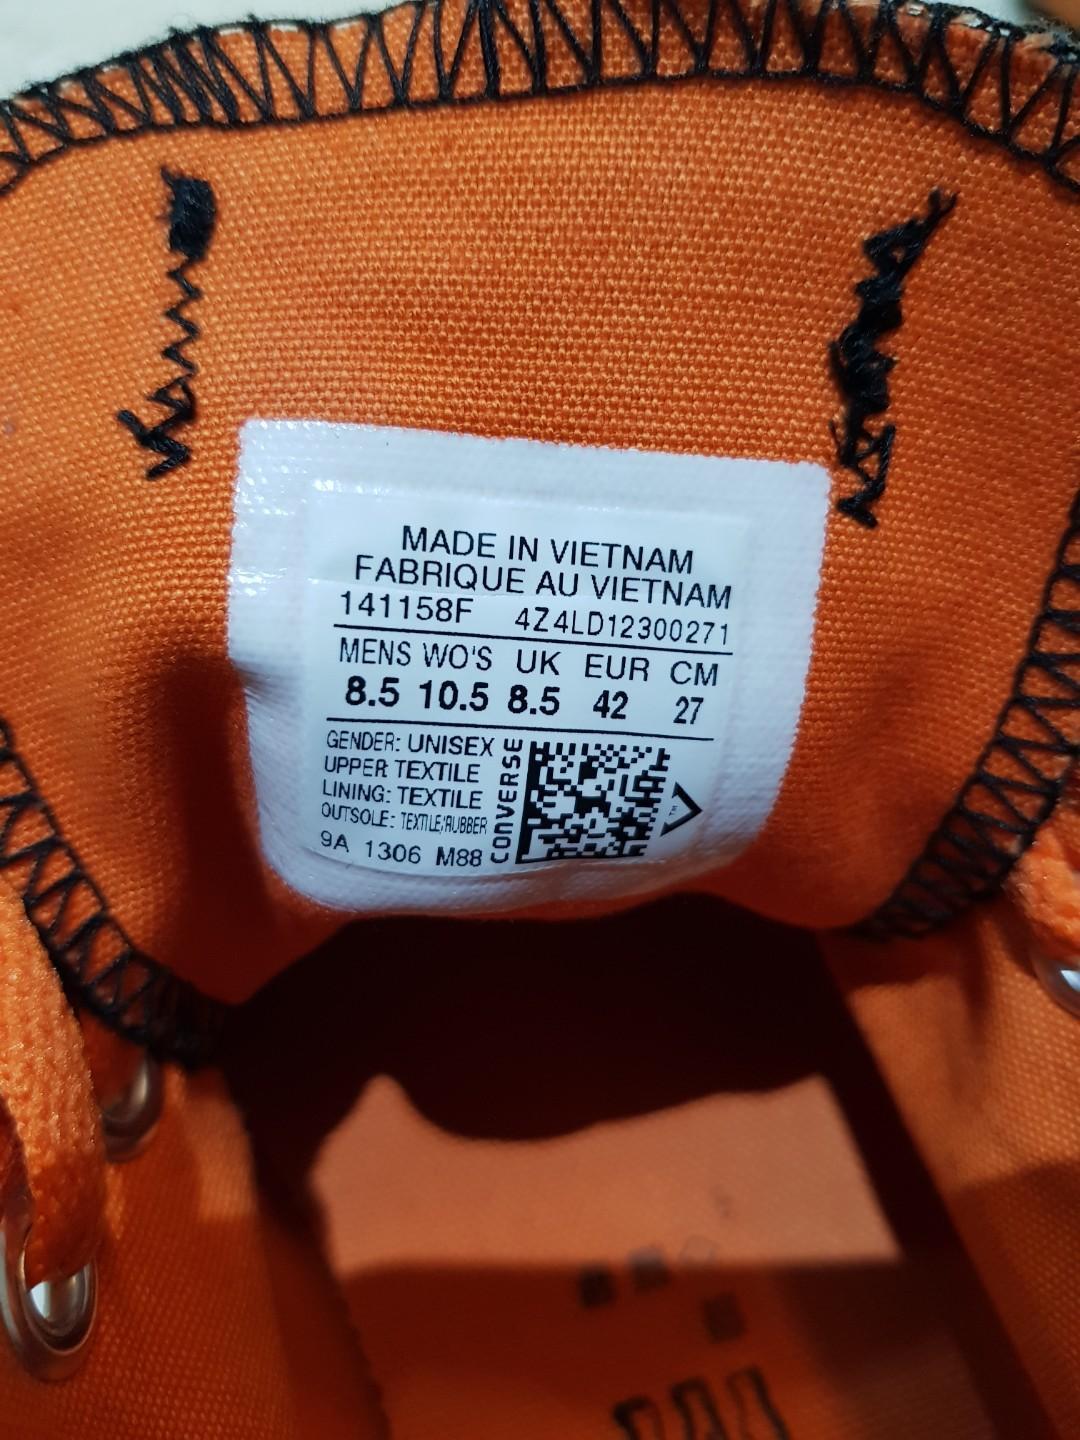 MADE IN VIETNAM
FABRIQUE AU VIETNAM
141158F 4Z4LD12300271
MENS WO'S UK EUR CM
8.5 10.5 8.5 42 27
GENDER: UNISEX
UPPER TEXTILE
LINING: TEXTILE
OUTSOLE: TEXTILE/RUBBER
9A 1306 M88
CONVERSE
TM